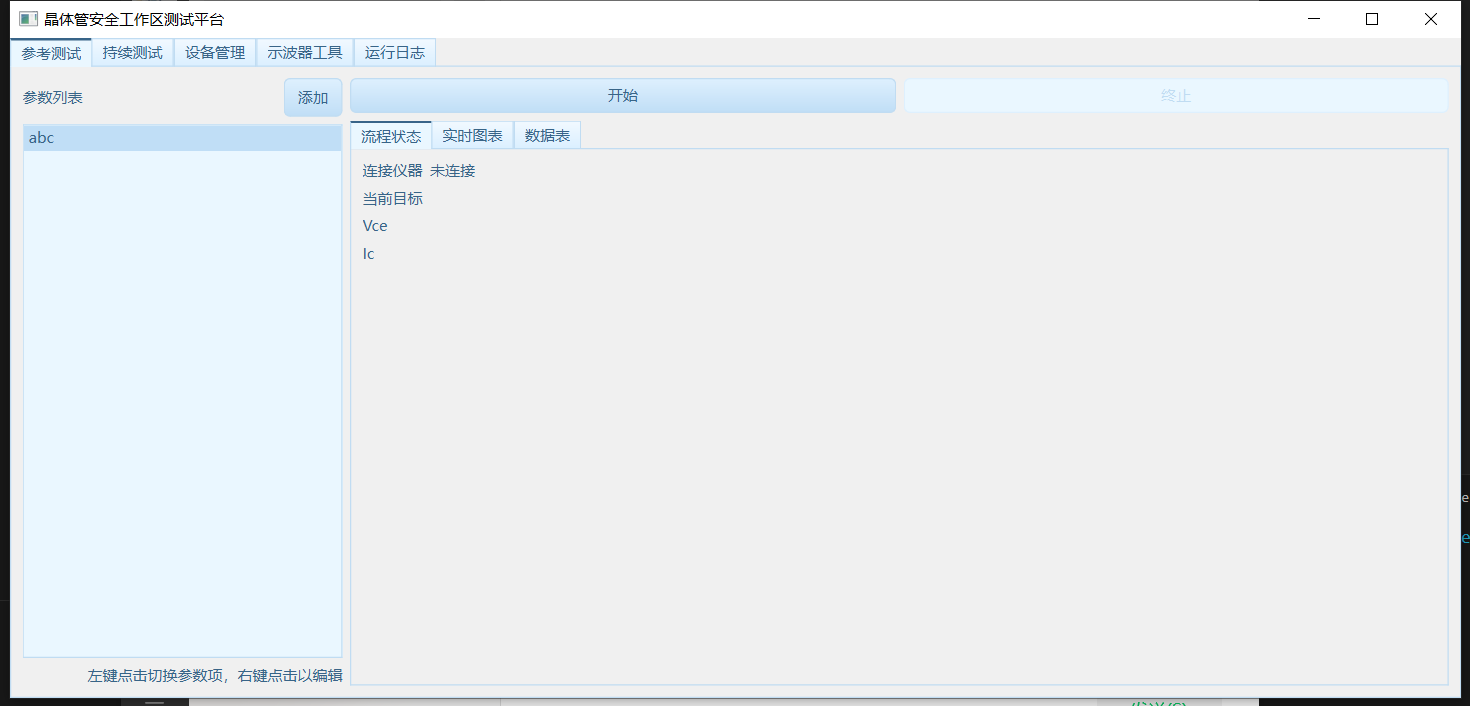 晶体管安全工作区测试平台
参考测试 持续测试 设备管理 示波器工具 运行日志
参数列表 添加 开始 终止
abc
流程状态 实时图表 数据表
连接仪器 未连接
当前目标
Vce
Ic
左键点击切换参数项，右键点击以编辑
e
e